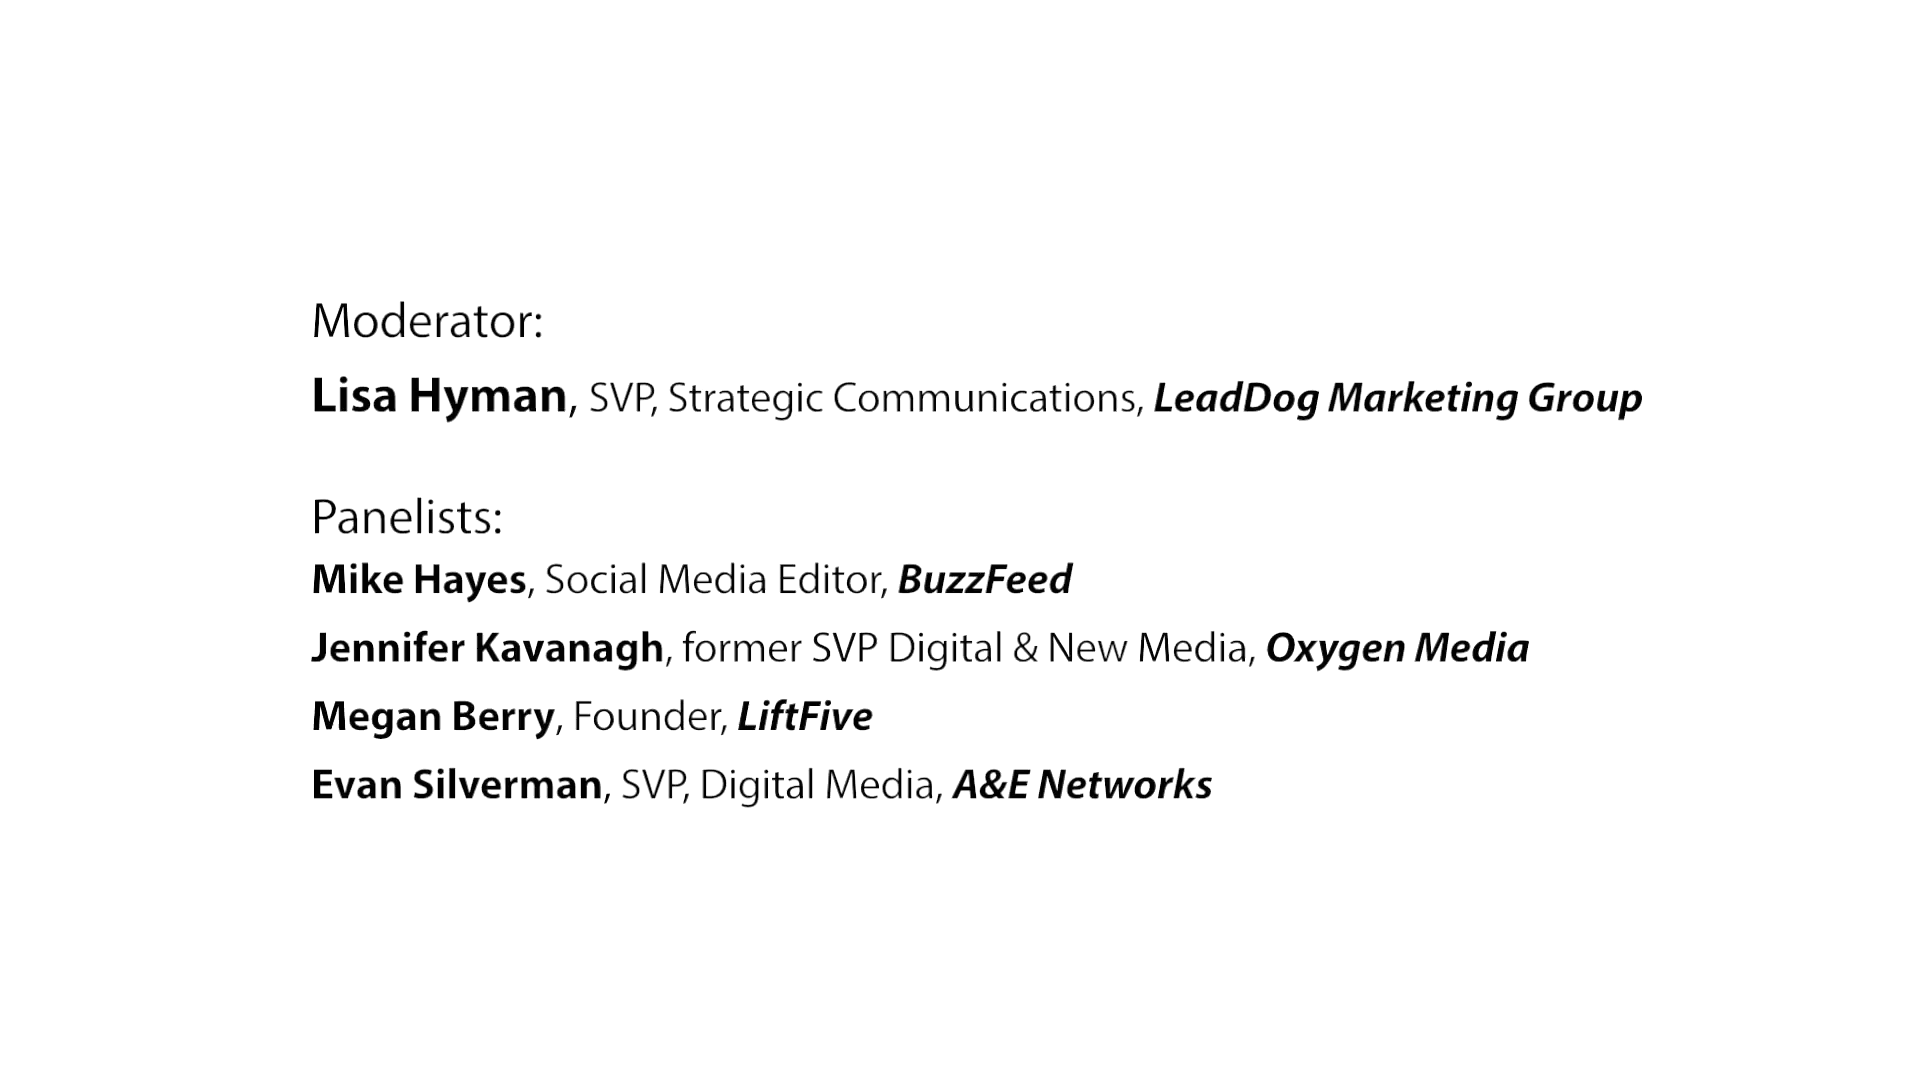 Moderator:
Lisa Hyman, SVP, Strategic Communications, LeadDog Marketing Group
Panelists:
Mike Hayes, Social Media Editor, BuzzFeed
Jennifer Kavanagh, former SVP Digital & New Media, Oxygen Media
Megan Berry, Founder, LiftFive
Evan Silverman, SVP, Digital Media, A&E Networks